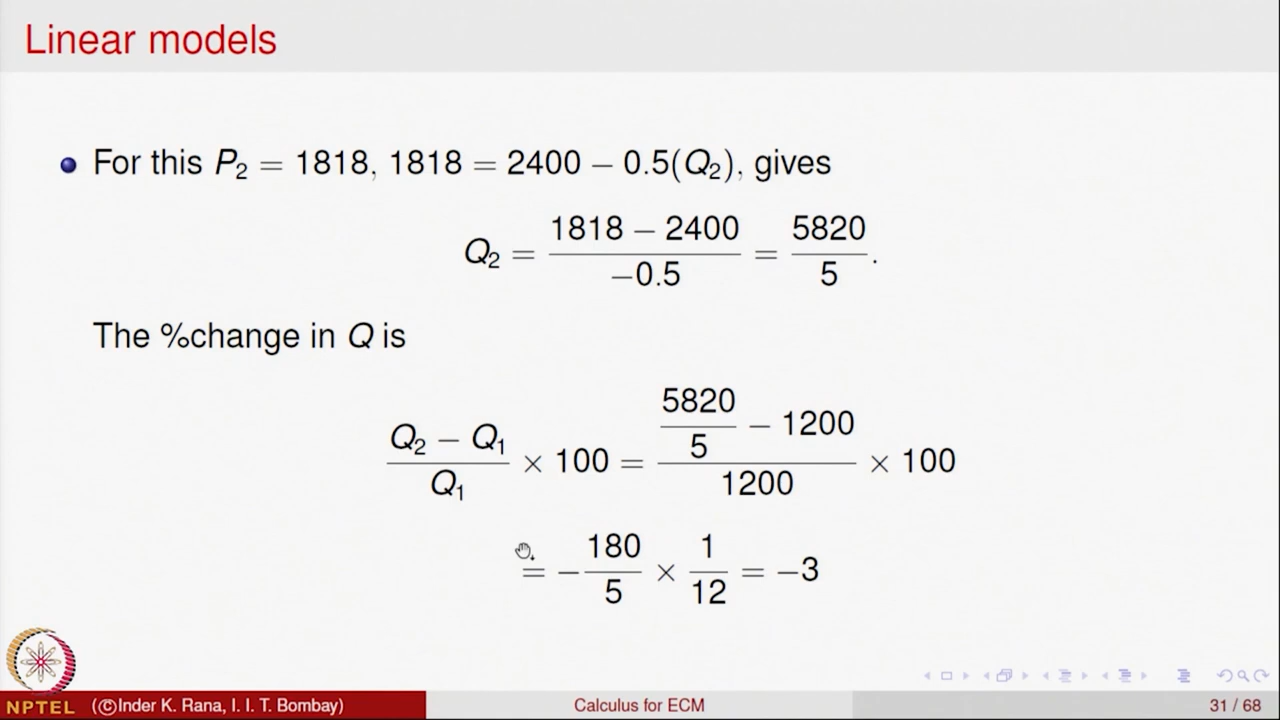 Linear models
For this P₂ = 1818, 1818 = 2400 − 0.5(Q₂), gives
Q₂ = (1818 − 2400)/(−0.5) = 5820/5.
The %change in Q is
(Q₂ − Q₁)/Q₁ × 100 = (5820/5 − 1200)/1200 × 100
= −180/5 × 1/12 = −3
NPTEL (©Inder K. Rana, I. I. T. Bombay) Calculus for ECM 31 / 68